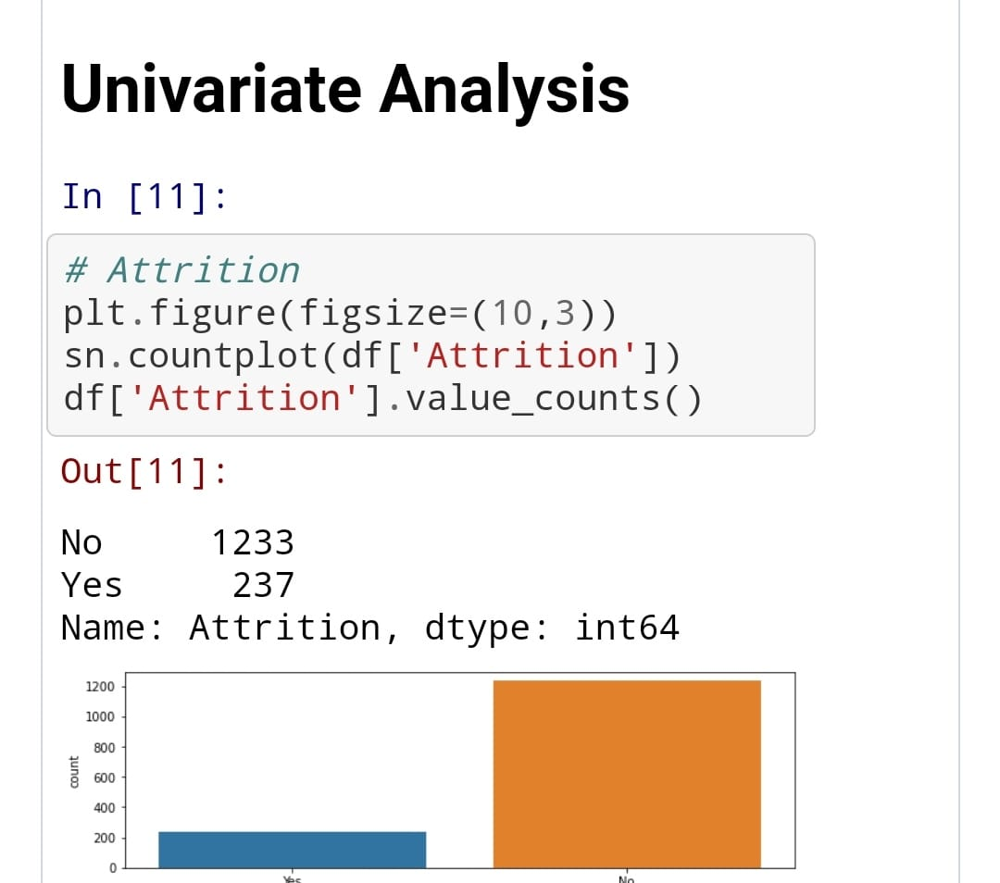 Univariate Analysis
In [11]:
# Attrition
plt.figure(figsize=(10,3))
sn.countplot(df['Attrition'])
df['Attrition'].value_counts()
Out[11]:
No 1233
Yes 237
Name: Attrition, dtype: int64
1200
1000
800
600
400
200
0
count
Yes
No